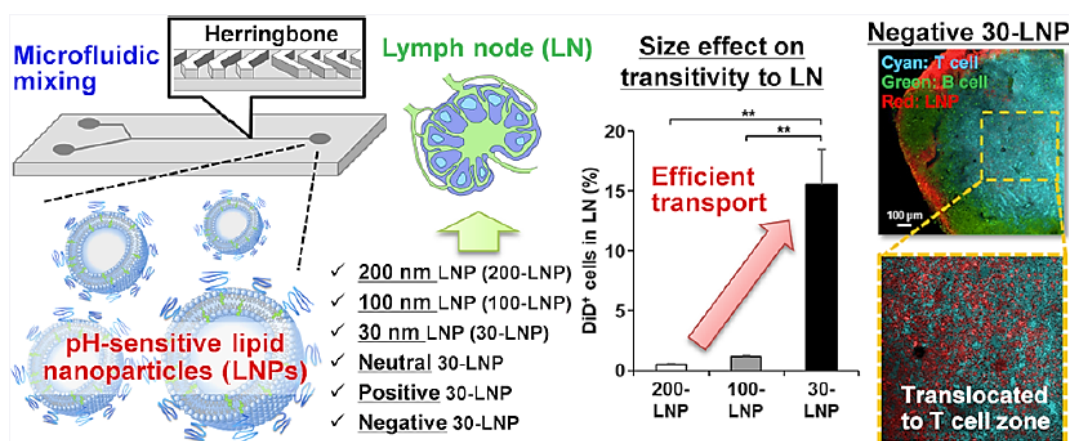 Microfluidic
mixing
Herringbone
Lymph node (LN)
pH-sensitive lipid
nanoparticles (LNPs)
✓ 200 nm LNP (200-LNP)
✓ 100 nm LNP (100-LNP)
✓ 30 nm LNP (30-LNP)
✓ Neutral 30-LNP
✓ Positive 30-LNP
✓ Negative 30-LNP
Size effect on
transitivity to LN
**
**
DiD⁺ cells in LN (%)
20
15
10
5
0
Efficient
transport
200-
LNP
100-
LNP
30-
LNP
Negative 30-LNP
Cyan: T cell
Green: B cell
Red: LNP
100 μm
Translocated
to T cell zone